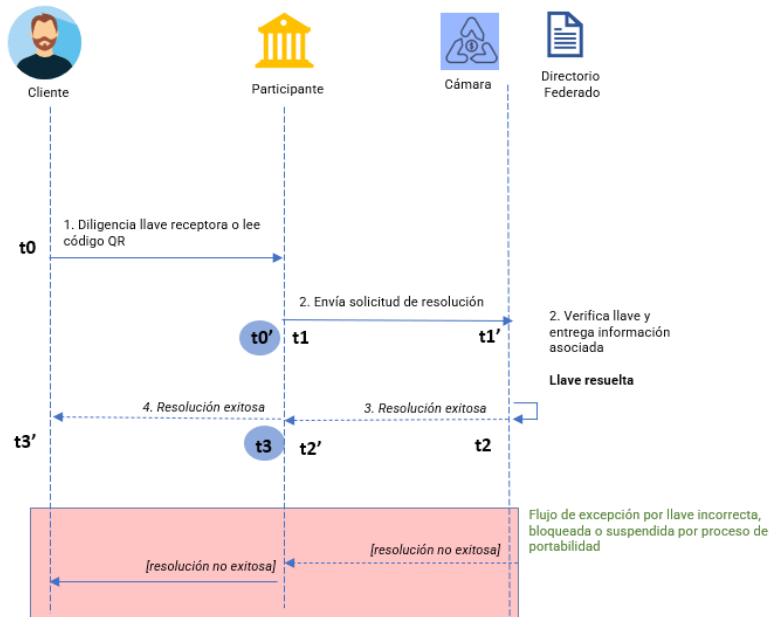 Cliente
Participante
Cámara
Directorio
Federado
1. Diligencia llave receptora o lee
código QR
t0
2. Envía solicitud de resolución
t0’
t1
t1’
2. Verifica llave y
entrega información
asociada
Llave resuelta
4. Resolución exitosa
3. Resolución exitosa
t3’
t3
t2’
t2
Flujo de excepción por llave incorrecta,
bloqueada o suspendida por proceso de
portabilidad
[resolución no exitosa]
[resolución no exitosa]